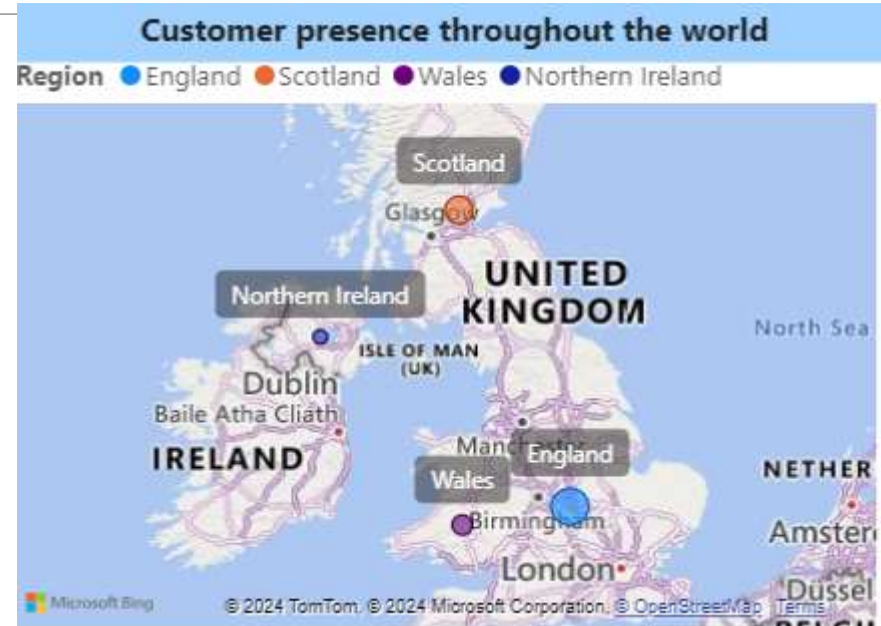 Customer presence throughout the world
Region England Scotland Wales Northern Ireland
Scotland
Glasgow
UNITED
KINGDOM
Northern Ireland
North Sea
ISLE OF MAN
(UK)
Dublin
Baile Atha Cliath
IRELAND
Manchester
England
Wales
NETHER
Birmingham
Amster
London
Düssel
Microsoft Bing © 2024 TomTom, © 2024 Microsoft Corporation, © OpenStreetMap Terms
BELGIU